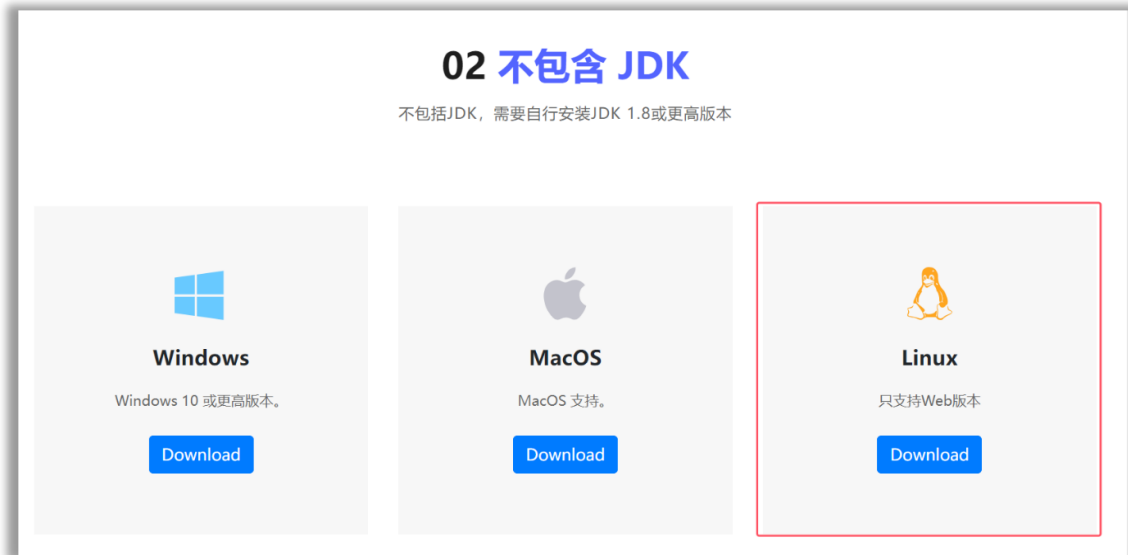 02 不包含 JDK
不包括JDK，需要自行安装JDK 1.8或更高版本
Windows
Windows 10 或更高版本。
Download
MacOS
MacOS 支持。
Download
Linux
只支持Web版本
Download